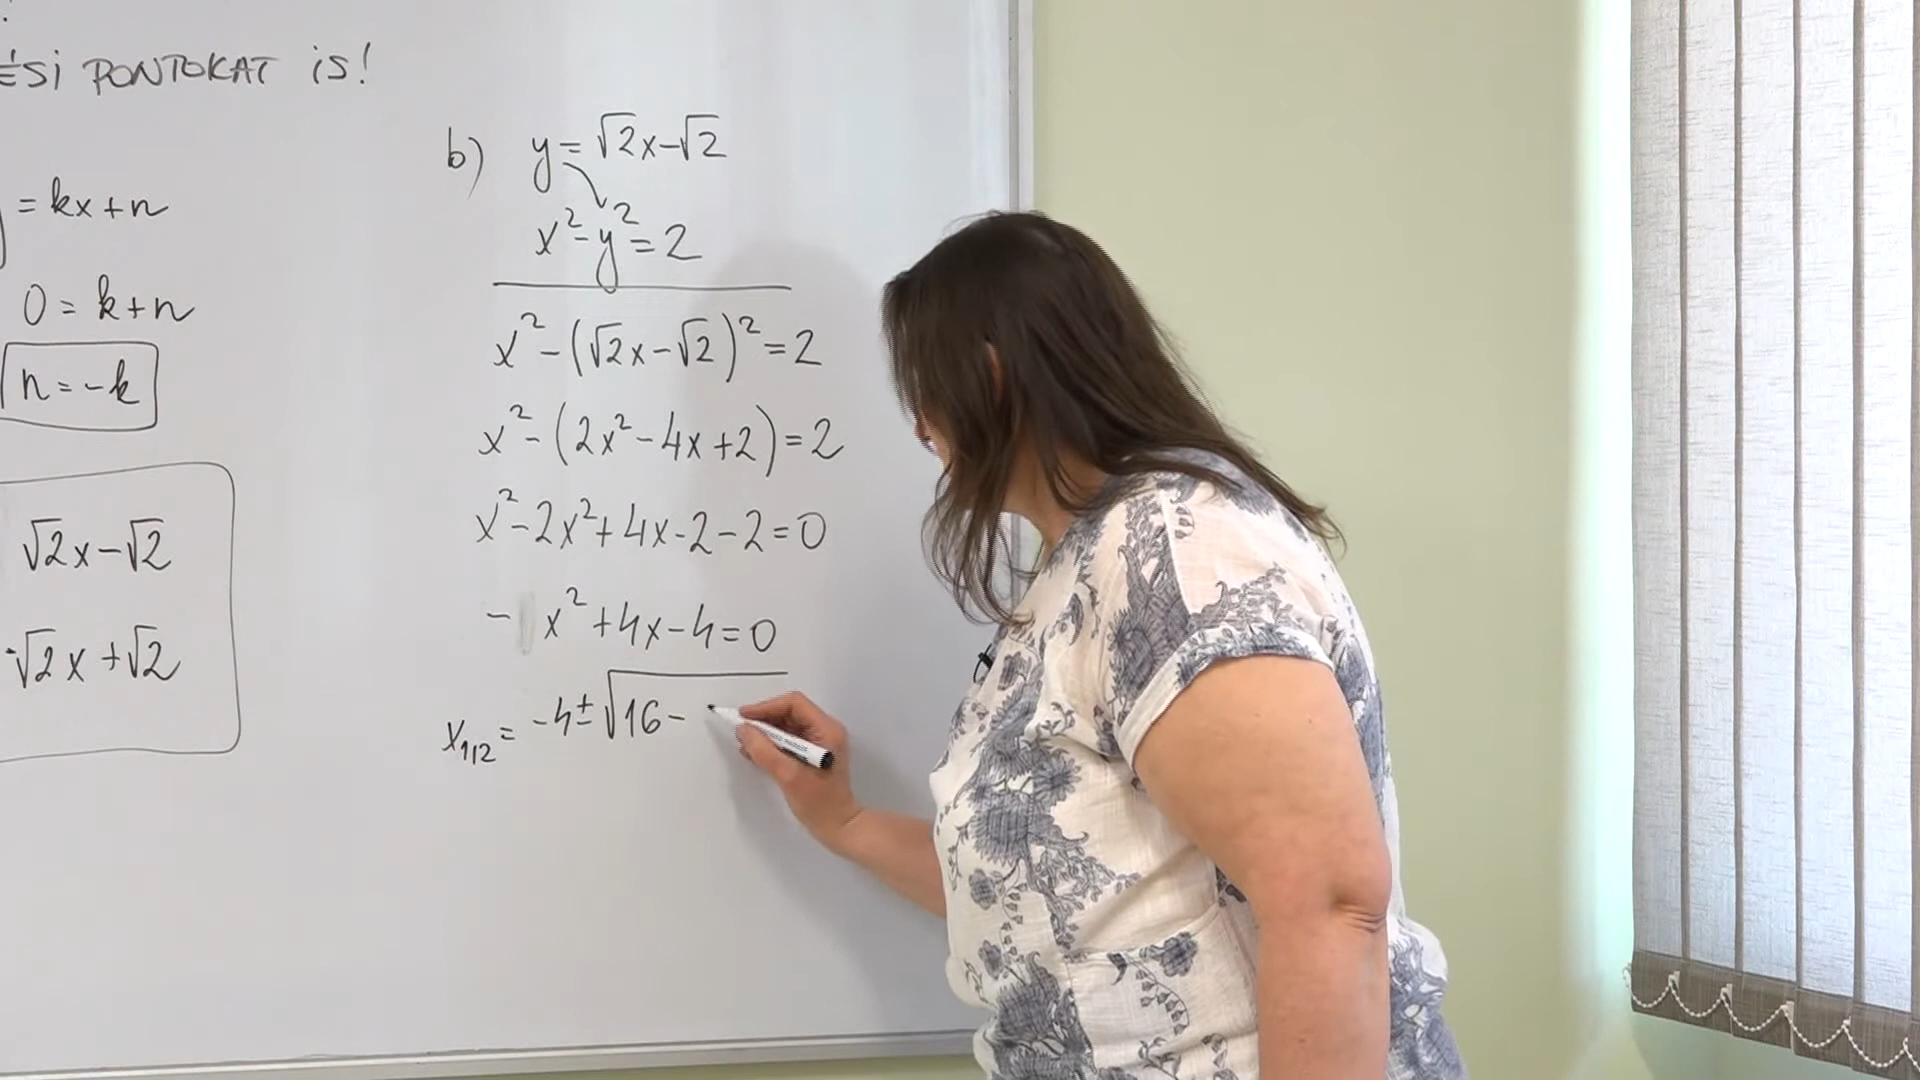 ÉSI PONTOKAT IS!
= kx+n
0 = k+n
n = -k
√2x-√2
-√2x+√2
b) y = √2x-√2
x²-y²=2
x²-(√2x-√2)²=2
x²-(2x²-4x+2)=2
x²-2x²+4x-2-2=0
- x²+4x-4=0
x₁/₂ = -4±√16-